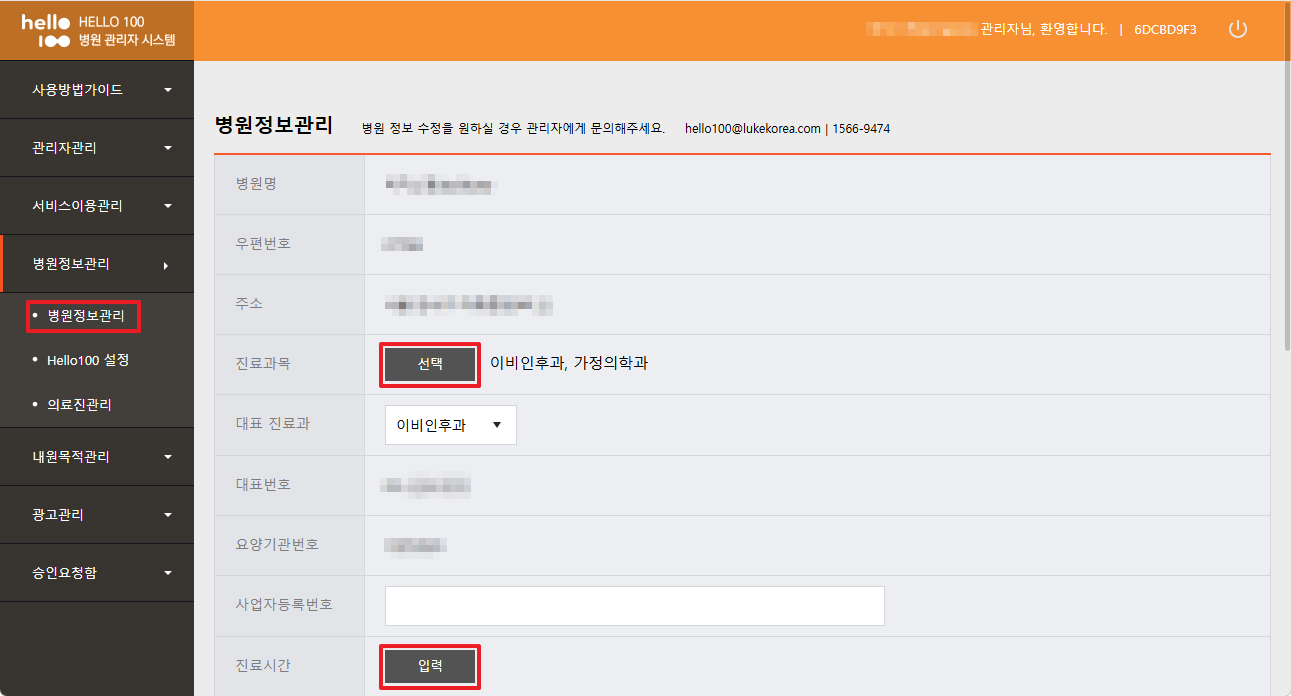 hello
100
HELLO 100
병원 관리자 시스템
관리자님, 환영합니다. | 6DCBD9F3
사용방법가이드
관리자관리
서비스이용관리
병원정보관리
• 병원정보관리
• Hello100 설정
• 의료진관리
내원목적관리
광고관리
승인요청함
병원정보관리 병원 정보 수정을 원하실 경우 관리자에게 문의해주세요. hello100@lukekorea.com | 1566-9474
병원명
우편번호
주소
진료과목 선택 이비인후과, 가정의학과
대표 진료과 이비인후과
대표번호
요양기관번호
사업자등록번호
진료시간 입력